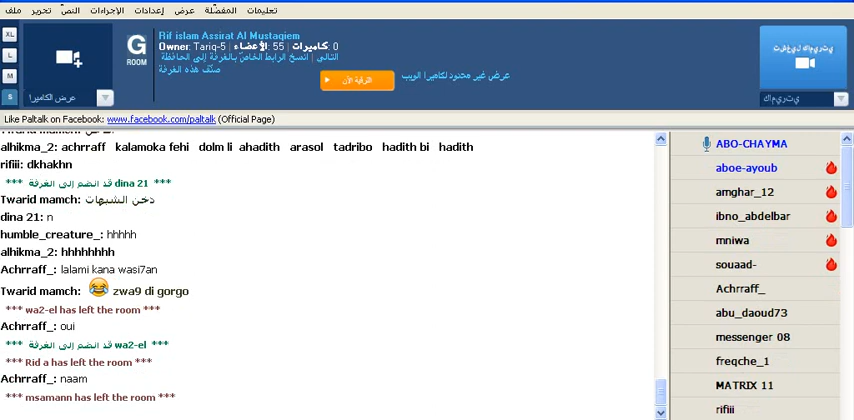 تعليمات المفضّلة عرض إعدادات الإجراءات النصّ تحرير ملف
XL
L
M
S
عرض الكاميرا
G
ROOM
Rif islam Assirat Al Mustaqiem
Owner: Tariq-5 | الأعضاء: 55 | كاميرات: 0
انسخ الرابط الخاصّ بالغرفة إلى الحافظة
التالي
صنّف هذه الغرفة
الترقية الآن
عرض غير محدود لكاميرا الويب
Like Paltalk on Facebook: www.facebook.com/paltalk (Official Page)
alhikma_2: achrraff kalamoka fehi dolm li ahadith arasol tadribo hadith bi hadith
rifiii: dkhakhn
*** dina 21 قد انضم إلى الغرفة ***
Twarid mamch: دخن الشبهات
dina 21: n
humble_creature_: hhhhh
alhikma_2: hhhhhhhh
Achrraff_: lalami kana wasi7an
Twarid mamch: zwa9 di gorgo
*** wa2-el has left the room ***
Achrraff_: oui
*** wa2-el قد انضم إلى الغرفة ***
*** Rid a has left the room ***
Achrraff_: naam
*** msamann has left the room ***
ABO-CHAYMA
aboe-ayoub
amghar_12
ibno_abdelbar
mniwa
souaad-
Achrraff_
abu_daoud73
messenger 08
freqche_1
MATRIX 11
rifiii